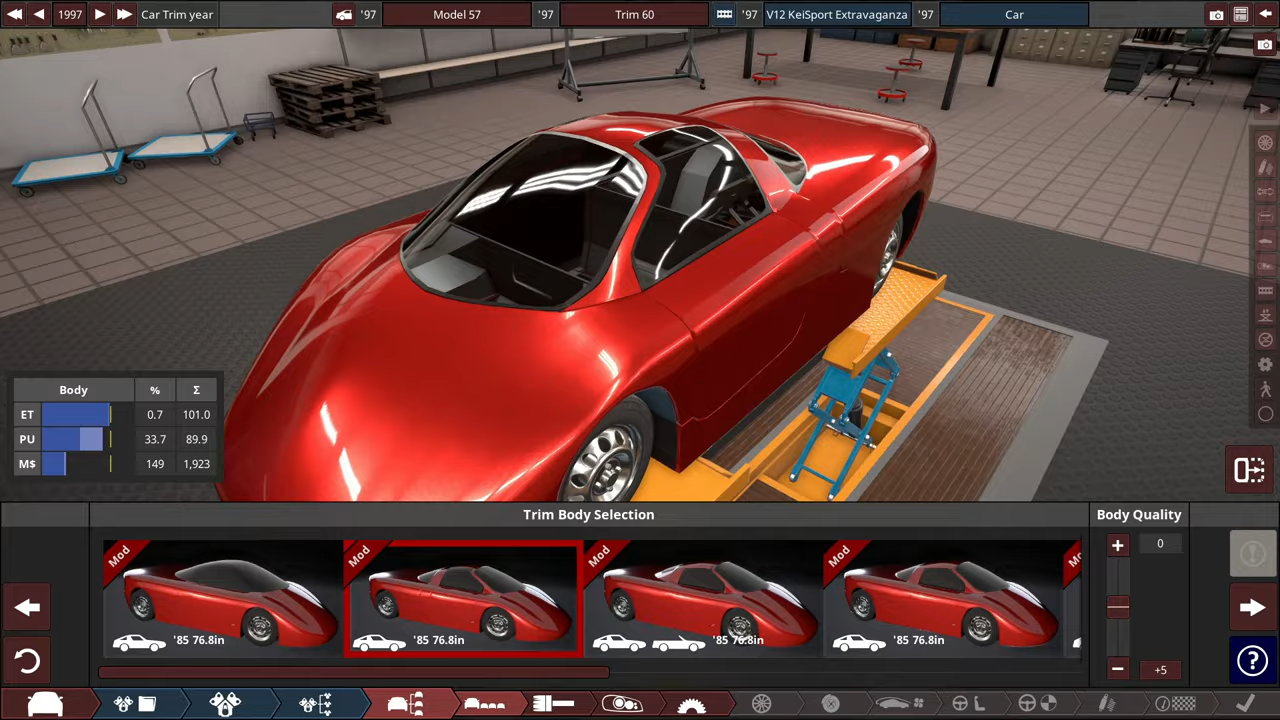 1997 Car Trim year '97 Model 57 '97 Trim 60 '97 V12 KeiSport Extravaganza '97 Car
Body % Σ
ET 0.7 101.0
PU 33.7 89.9
M$ 149 1,923
Trim Body Selection
Body Quality
Mod Mod Mod Mod
0
'85 76.8in '85 76.8in '85 76.8in '85 76.8in
+5